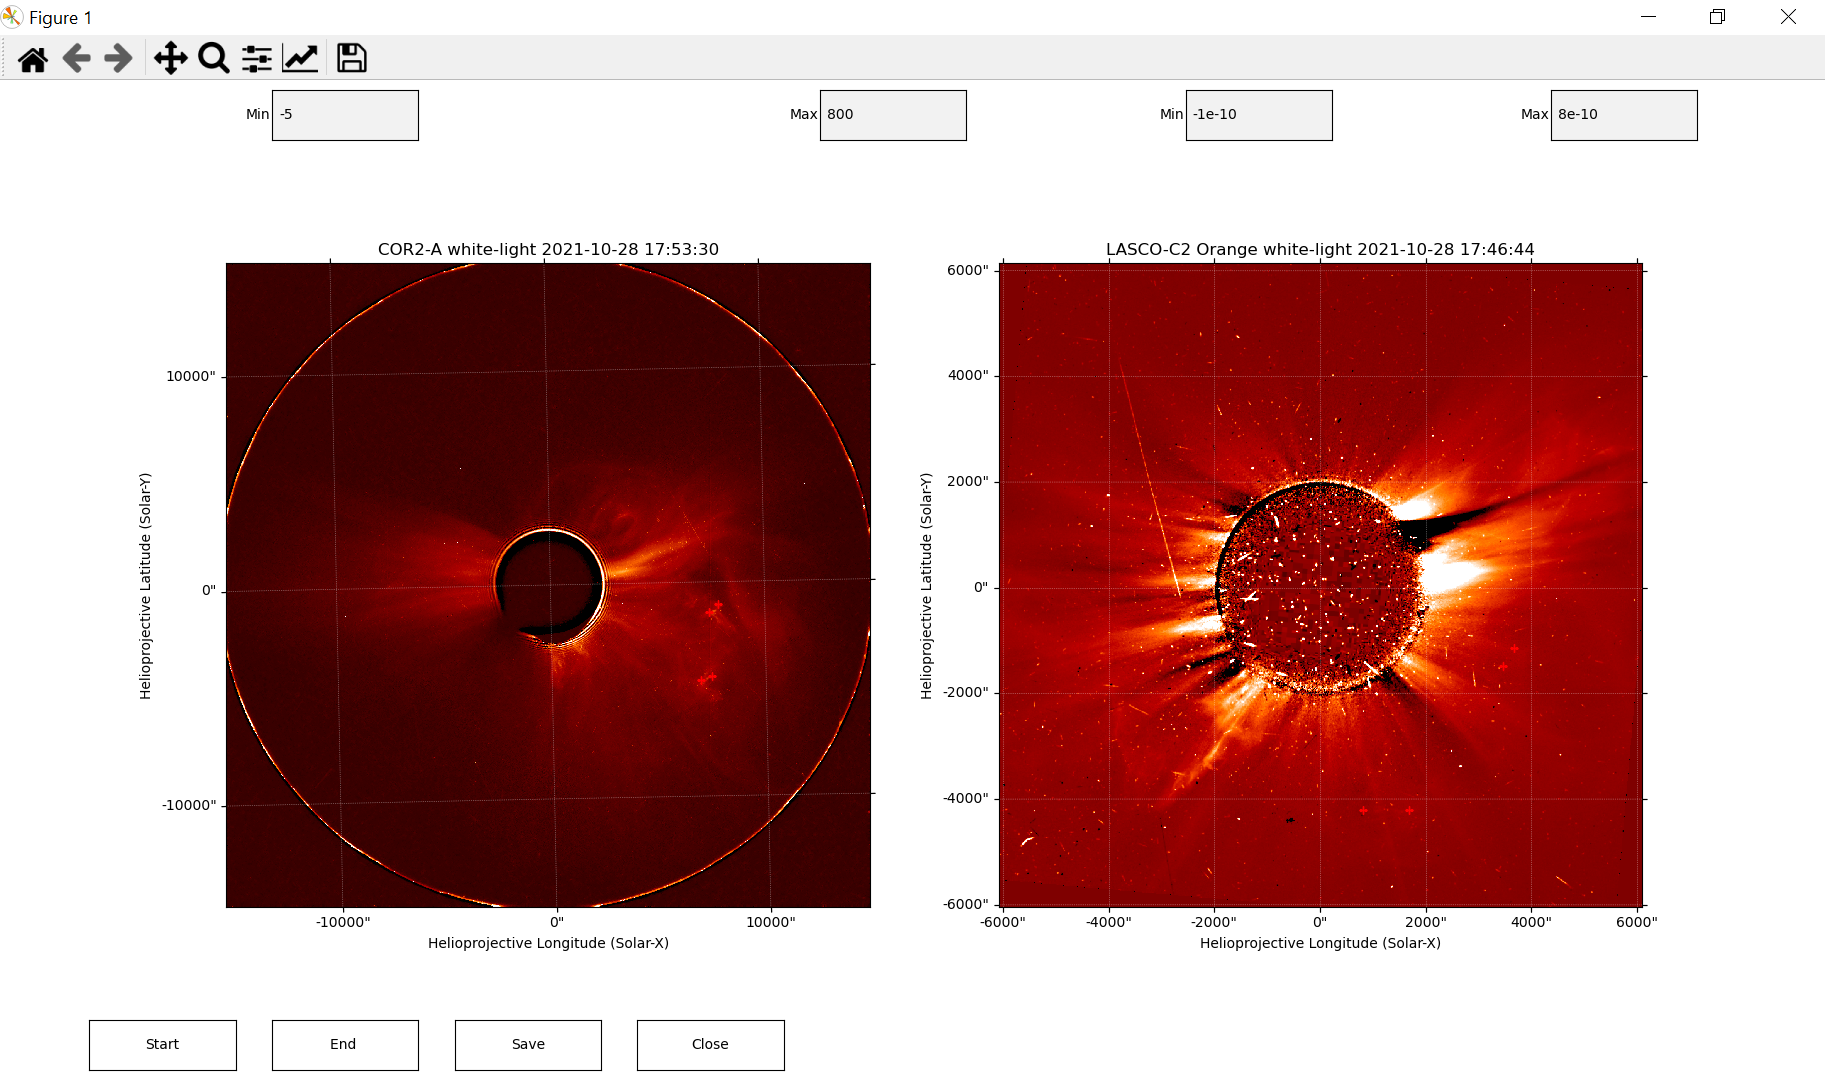 Figure 1
Min -5 Max 800 Min -1e-10 Max 8e-10
COR2-A white-light 2021-10-28 17:53:30
10000"
0"
-10000"
Helioprojective Latitude (Solar-Y)
-10000" 0" 10000"
Helioprojective Longitude (Solar-X)
LASCO-C2 Orange white-light 2021-10-28 17:46:44
6000"
4000"
2000"
0"
-2000"
-4000"
-6000"
Helioprojective Latitude (Solar-Y)
-6000" -4000" -2000" 0" 2000" 4000" 6000"
Helioprojective Longitude (Solar-X)
Start End Save Close